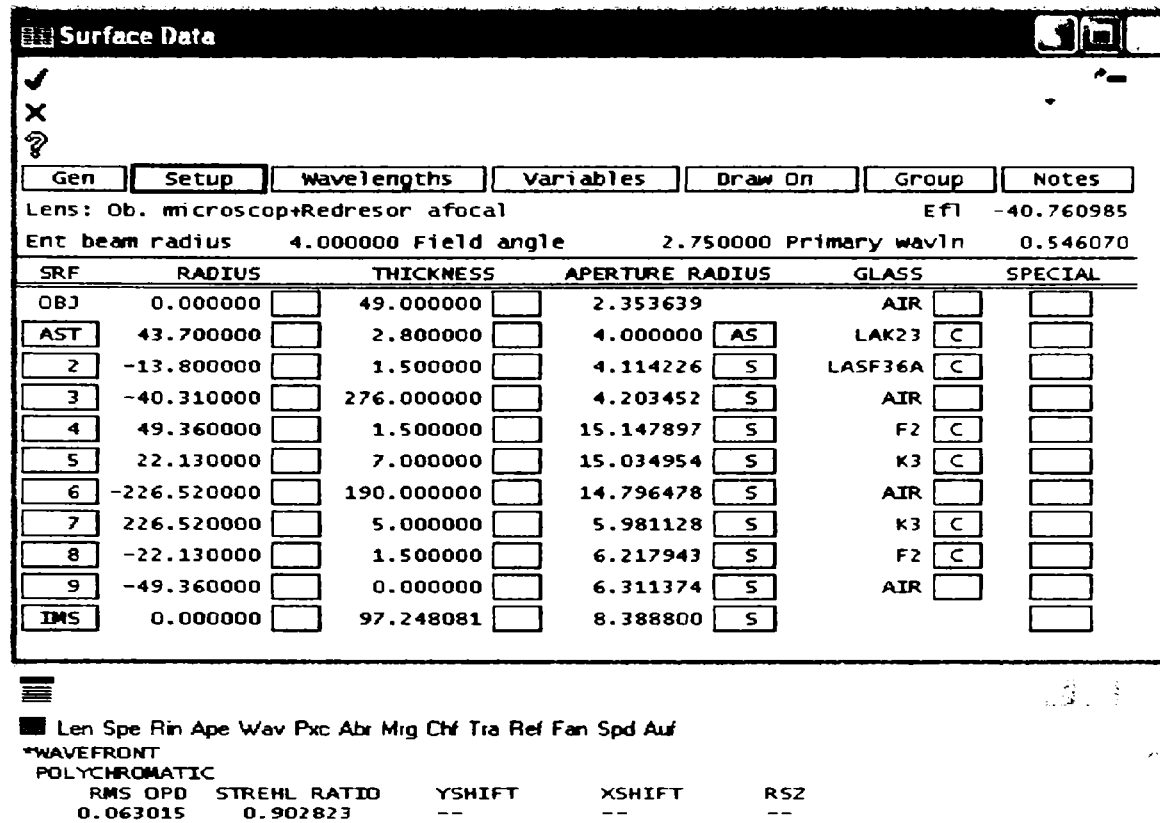 Surface Data
Gen Setup Wavelengths Variables Draw On Group Notes
Lens: Ob. microscop+Redresor afocal Efl -40.760985
Ent beam radius 4.000000 Field angle 2.750000 Primary wavln 0.546070
SRF RADIUS THICKNESS APERTURE RADIUS GLASS SPECIAL
OBJ 0.000000 49.000000 2.353639 AIR
AST 43.700000 2.800000 4.000000 AS LAK23 C
2 -13.800000 1.500000 4.114226 S LASF36A C
3 -40.310000 276.000000 4.203452 S AIR
4 49.360000 1.500000 15.147897 S F2 C
5 22.130000 7.000000 15.034954 S K3 C
6 -226.520000 190.000000 14.796478 S AIR
7 226.520000 5.000000 5.981128 S K3 C
8 -22.130000 1.500000 6.217943 S F2 C
9 -49.360000 0.000000 6.311374 S AIR
IMS 0.000000 97.248081 8.388800 S
Len Spe Rin Ape Wav Pxc Abr Mrg Chf Tra Ref Fan Spd Auf
*WAVEFRONT
POLYCHROMATIC
RMS OPD STREHL RATIO YSHIFT XSHIFT RSZ
0.063015 0.902823 -- -- --